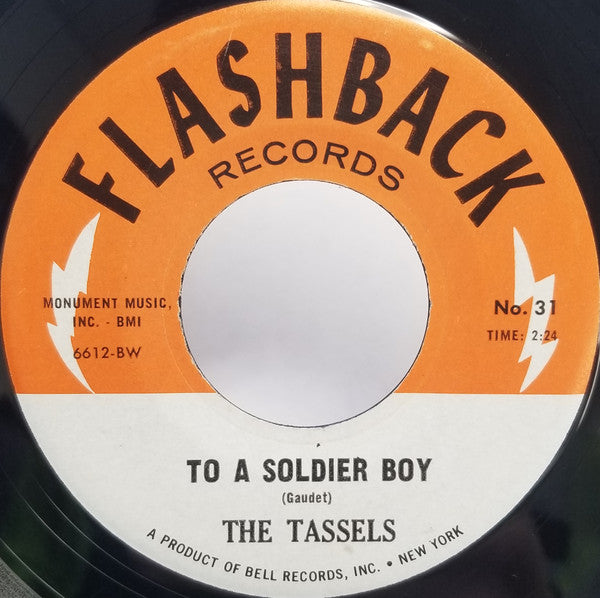 FLASHBACK
RECORDS
MONUMENT MUSIC,
INC. - BMI
6612-BW
No. 31
TIME: 2:24
TO A SOLDIER BOY
(Gaudet)
THE TASSELS
A PRODUCT OF BELL RECORDS, INC. • NEW YORK